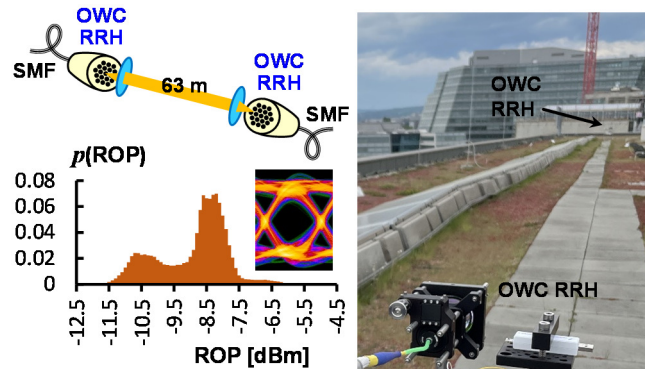 OWC
RRH
SMF
63 m
OWC
RRH
SMF
p(ROP)
0.08
0.06
0.04
0.02
0
-12.5
-11.5
-10.5
-9.5
-8.5
-7.5
-6.5
-5.5
-4.5
ROP [dBm]
OWC
RRH
OWC RRH